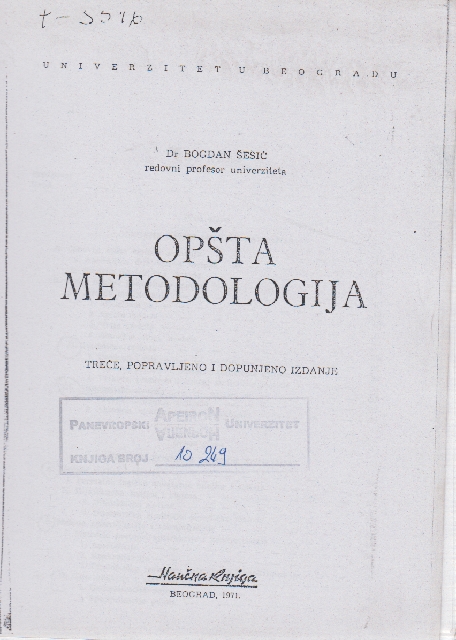 UNIVERZITET U BEOGRADU
Dr BOGDAN ŠEŠIĆ
redovni profesor univerziteta
OPŠTA
METODOLOGIJA
TREĆE, POPRAVLJENO I DOPUNJENO IZDANJE
PANEVROPSKI APEIRON UNIVERZITET
KNJIGA BROJ 10 249
Naučna Knjiga
BEOGRAD, 1971.